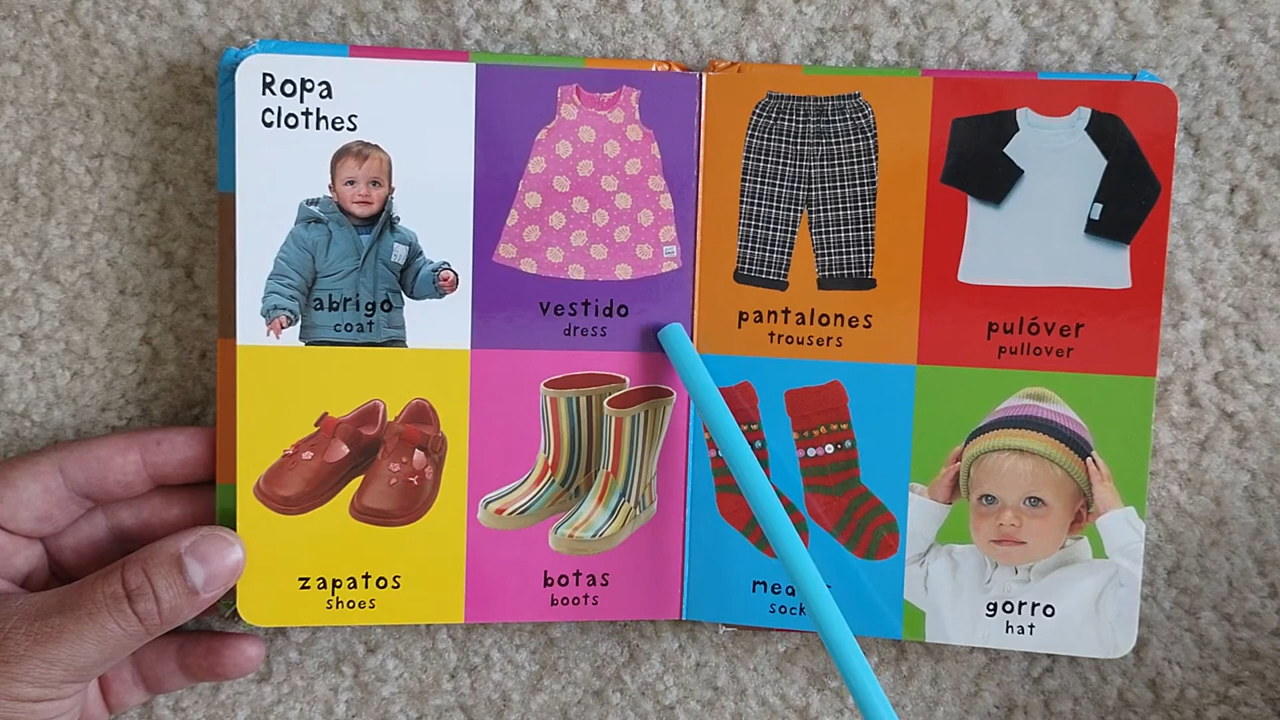 Ropa
clothes
abrigo
coat
vestido
dress
pantalones
trousers
pulóver
pullover
zapatos
shoes
botas
boots
gorro
hat